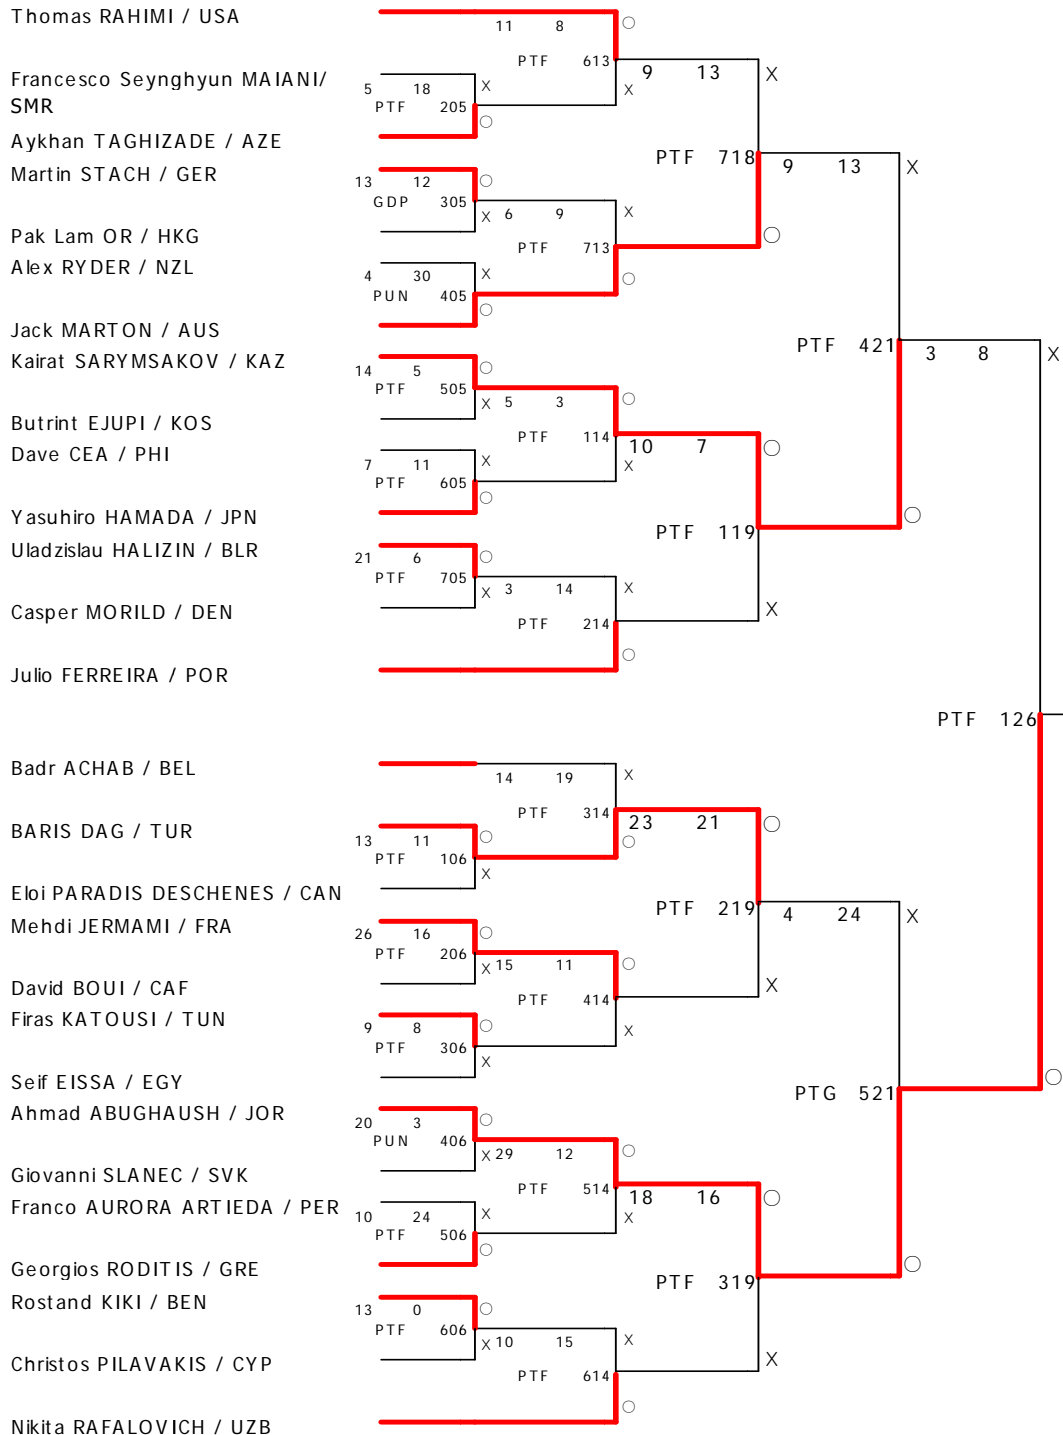 Thomas RAHIMI / USA
11 8 ○
PTF 613
9 13 X
Francesco Seynghyun MAIANI/
SMR
5 18 X
PTF 205
X
○
Aykhan TAGHIZADE / AZE
PTF 718
9 13 X
Martin STACH / GER
13 12 ○
GDP 305
X 6 9 X
Pak Lam OR / HKG
PTF 713
○
Alex RYDER / NZL
4 30 X
PUN 405
○
○
Jack MARTON / AUS
PTF 421
3 8 X
Kairat SARYMSAKOV / KAZ
14 5 ○
PTF 505
X 5 3 ○
Butrint EJUPI / KOS
PTF 114
10 7 ○
Dave CEA / PHI
7 11 X
PTF 605
X
○
Yasuhiro HAMADA / JPN
○
PTF 119
Uladzislau HALIZIN / BLR
21 6 ○
PTF 705
X 3 14 X
Casper MORILD / DEN
X
PTF 214
○
Julio FERREIRA / POR
PTF 126
Badr ACHAB / BEL
14 19 X
PTF 314
23 21 ○
BARIS DAG / TUR
13 11 ○
PTF 106
○
X
Eloi PARADIS DESCHENES / CAN
PTF 219
4 24 X
Mehdi JERMAMI / FRA
26 16 ○
PTF 206
X 15 11 ○
David BOUI / CAF
X
PTF 414
Firas KATOUSI / TUN
9 8 ○
PTF 306
X
X
Seif EISSA / EGY
○
PTG 521
Ahmad ABUGHAUSH / JOR
20 3 ○
PUN 406
X 29 12 ○
Giovanni SLANEC / SVK
PTF 514
18 16 ○
Franco AURORA ARTIEDA / PER
10 24 X
PTF 506
X
○
Georgios RODITIS / GRE
○
PTF 319
Rostand KIKI / BEN
13 0 ○
PTF 606
X 10 15 X
Christos PILAVAKIS / CYP
X
PTF 614
○
Nikita RAFALOVICH / UZB